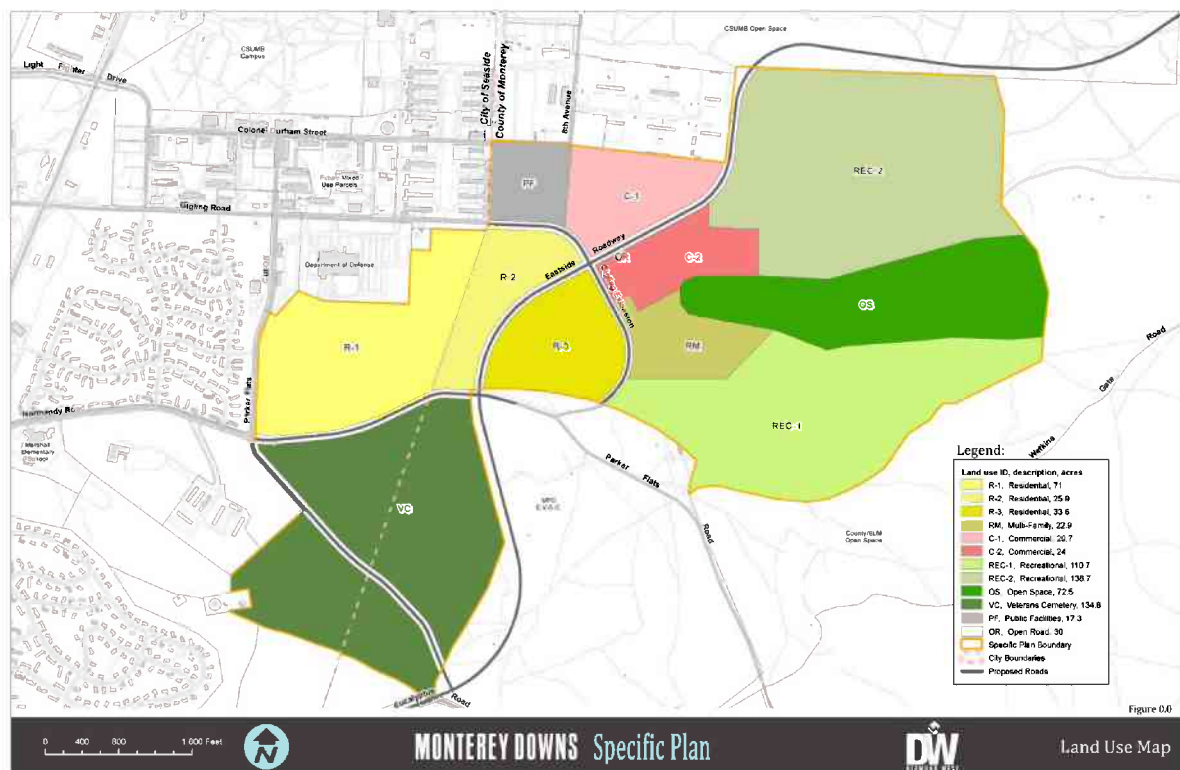 CSUMB Open Space
CSUMB
Campus
Light Fighter Drive
City of Seaside
County of Monterey
8th Avenue
Colonel Durham Street
Future Mixed
Use Parcels
PF
REC-2
C-1
Gigling Road
Eastside Roadway
Department of Defense
R-2
C-2
OS
R-1
R-3
RM
Road
Gate
Watkins
Parker Flats
Normandy Rd
REC-1
Marshall
Elementary
School
Parker Flats Road
VC
MPC
County/BLM
Open Space
Eucalyptus Road
Legend:
Land use ID, description, acres
R-1, Residential, 71
R-2, Residential, 25.9
R-3, Residential, 33.6
RM, Multi-Family, 22.9
C-1, Commercial, 20.7
C-2, Commercial, 24
REC-1, Recreational, 110.7
REC-2, Recreational, 138.7
OS, Open Space, 72.5
VC, Veterans Cemetery, 134.8
PF, Public Facilities, 17.3
OR, Open Road, 30
Specific Plan Boundary
City Boundaries
Proposed Roads
Figure 0.0
0 400 800 1,600 Feet
N
MONTEREY DOWNS Specific Plan
DW
Land Use Map